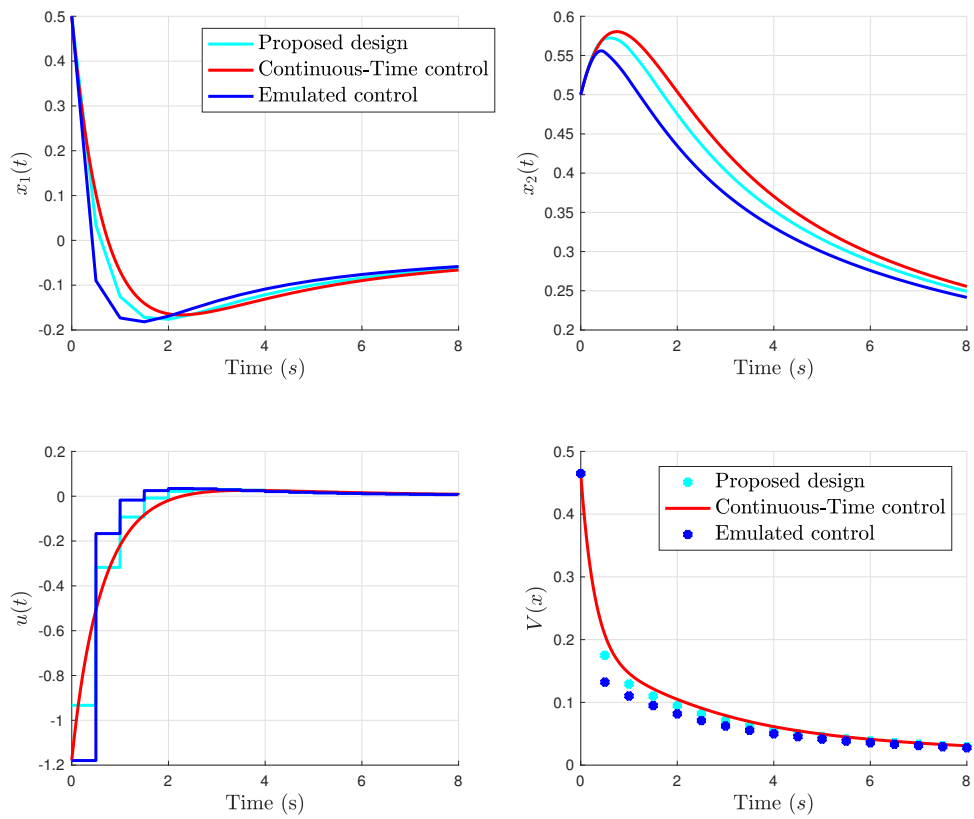 0.5
0.4
0.3
0.2
0.1
0
-0.1
-0.2
x₁(t)
0 2 4 6 8
Time (s)
Proposed design
Continuous-Time control
Emulated control
0.6
0.55
0.5
0.45
0.4
0.35
0.3
0.25
0.2
x₂(t)
0 2 4 6 8
Time (s)
0.2
0
-0.2
-0.4
-0.6
-0.8
-1
-1.2
u(t)
0 2 4 6 8
Time (s)
0.5
0.4
0.3
0.2
0.1
0
V(x)
0 2 4 6 8
Time (s)
Proposed design
Continuous-Time control
Emulated control